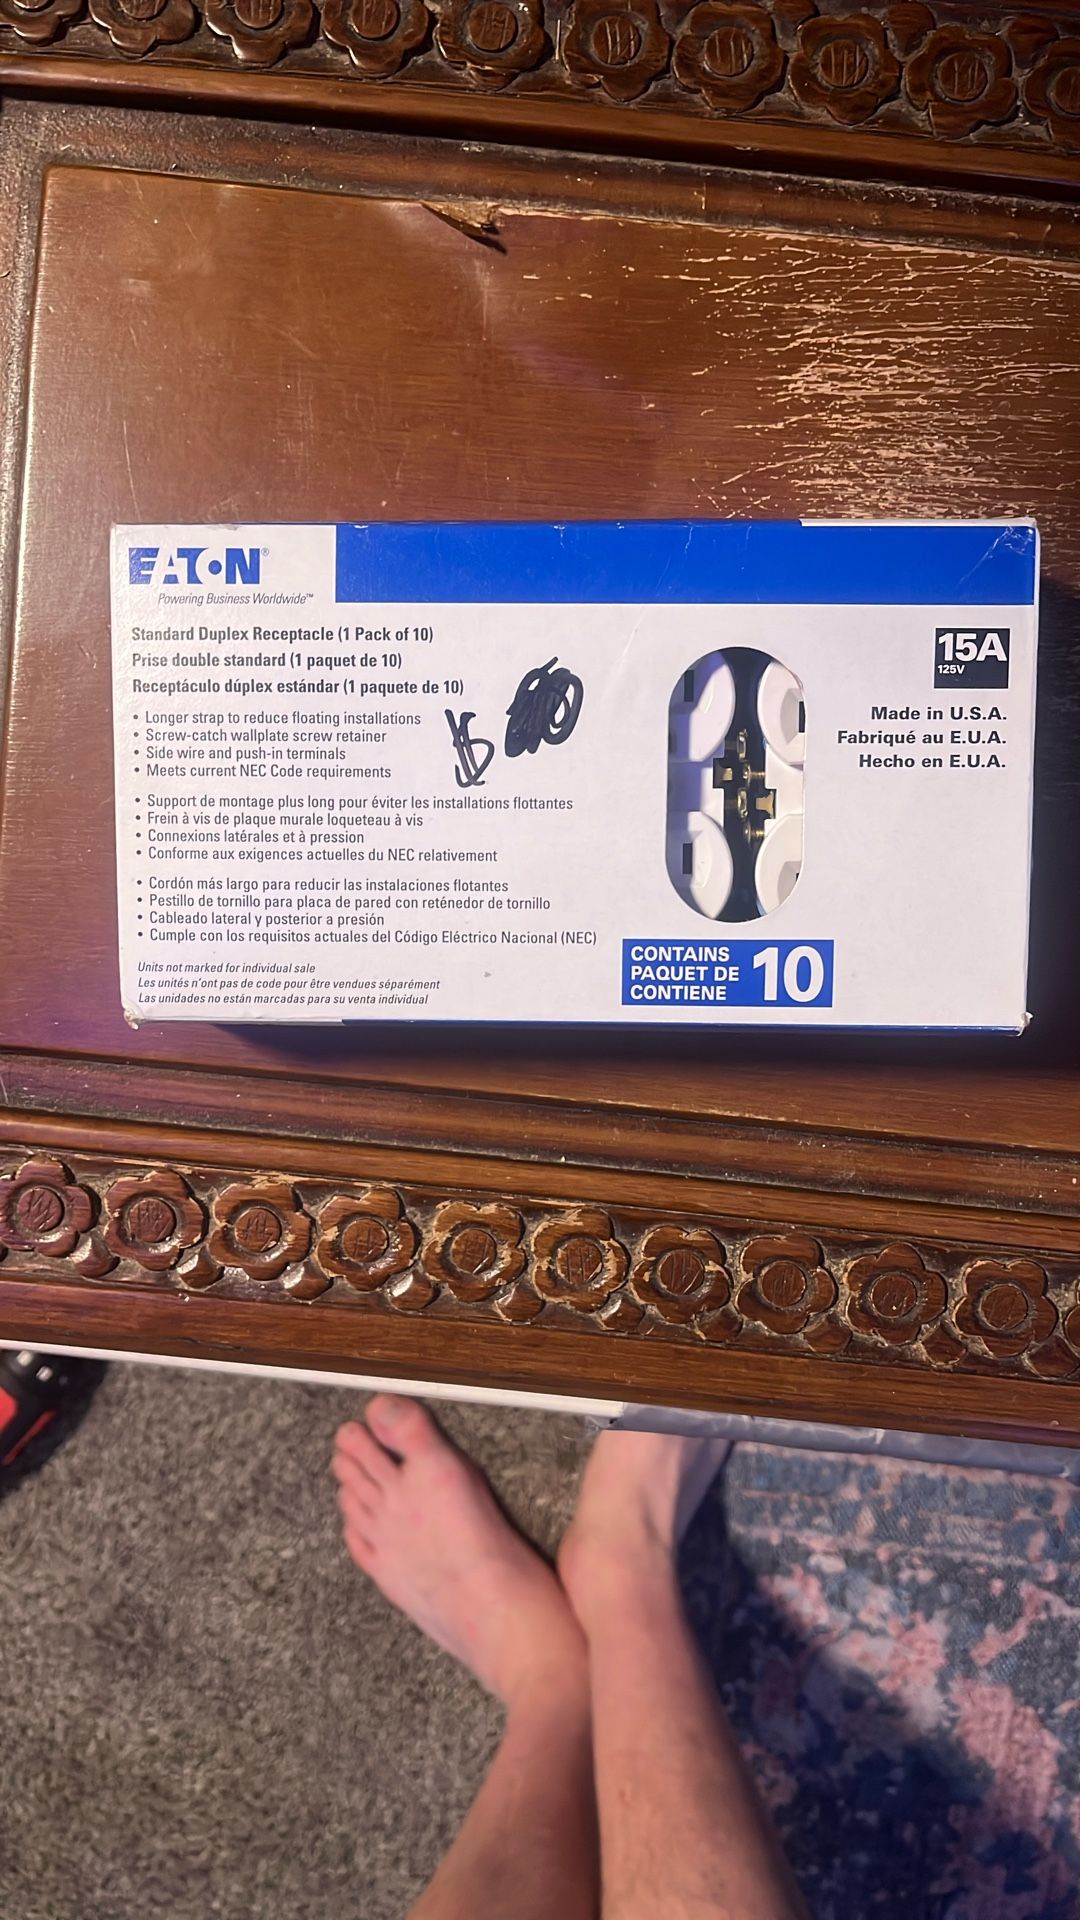 EATON®
Powering Business Worldwide™
Standard Duplex Receptacle (1 Pack of 10)
Prise double standard (1 paquet de 10)
Receptáculo dúplex estándar (1 paquete de 10)
• Longer strap to reduce floating installations
• Screw-catch wallplate screw retainer
• Side wire and push-in terminals
• Meets current NEC Code requirements
• Support de montage plus long pour éviter les installations flottantes
• Frein à vis de plaque murale loqueteau à vis
• Connexions latérales et à pression
• Conforme aux exigences actuelles du NEC relativement
• Cordón más largo para reducir las instalaciones flotantes
• Pestillo de tornillo para placa de pared con reténedor de tornillo
• Cableado lateral y posterior a presión
• Cumple con los requisitos actuales del Código Eléctrico Nacional (NEC)
Units not marked for individual sale
Les unités n'ont pas de code pour être vendues séparément
Las unidades no están marcadas para su venta individual
$
CONTAINS
PAQUET DE
CONTIENE
10
15A
125V
Made in U.S.A.
Fabriqué au E.U.A.
Hecho en E.U.A.